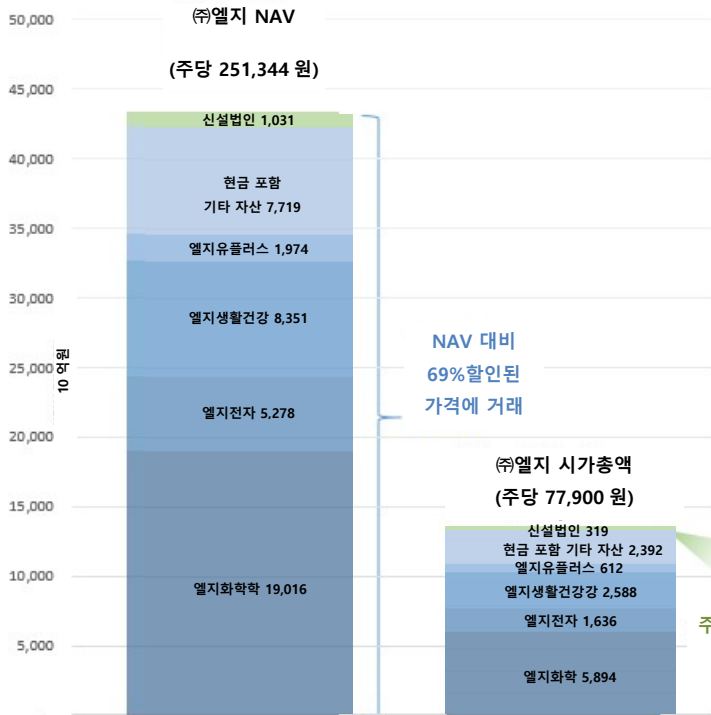 ㈜엘지 NAV
(주당 251,344 원)
50,000
45,000
40,000
35,000
30,000
25,000
20,000
15,000
10,000
5,000
10 억원
신설법인 1,031
현금 포함
기타 자산 7,719
엘지유플러스 1,974
엘지생활건강 8,351
엘지전자 5,278
엘지화학학 19,016
NAV 대비
69%할인된
가격에 거래
㈜엘지 시가총액
(주당 77,900 원)
신설법인 319
현금 포함 기타 자산 2,392
엘지유플러스 612
엘지생활건강강 2,588
엘지전자 1,636
엘지화학 5,894
주